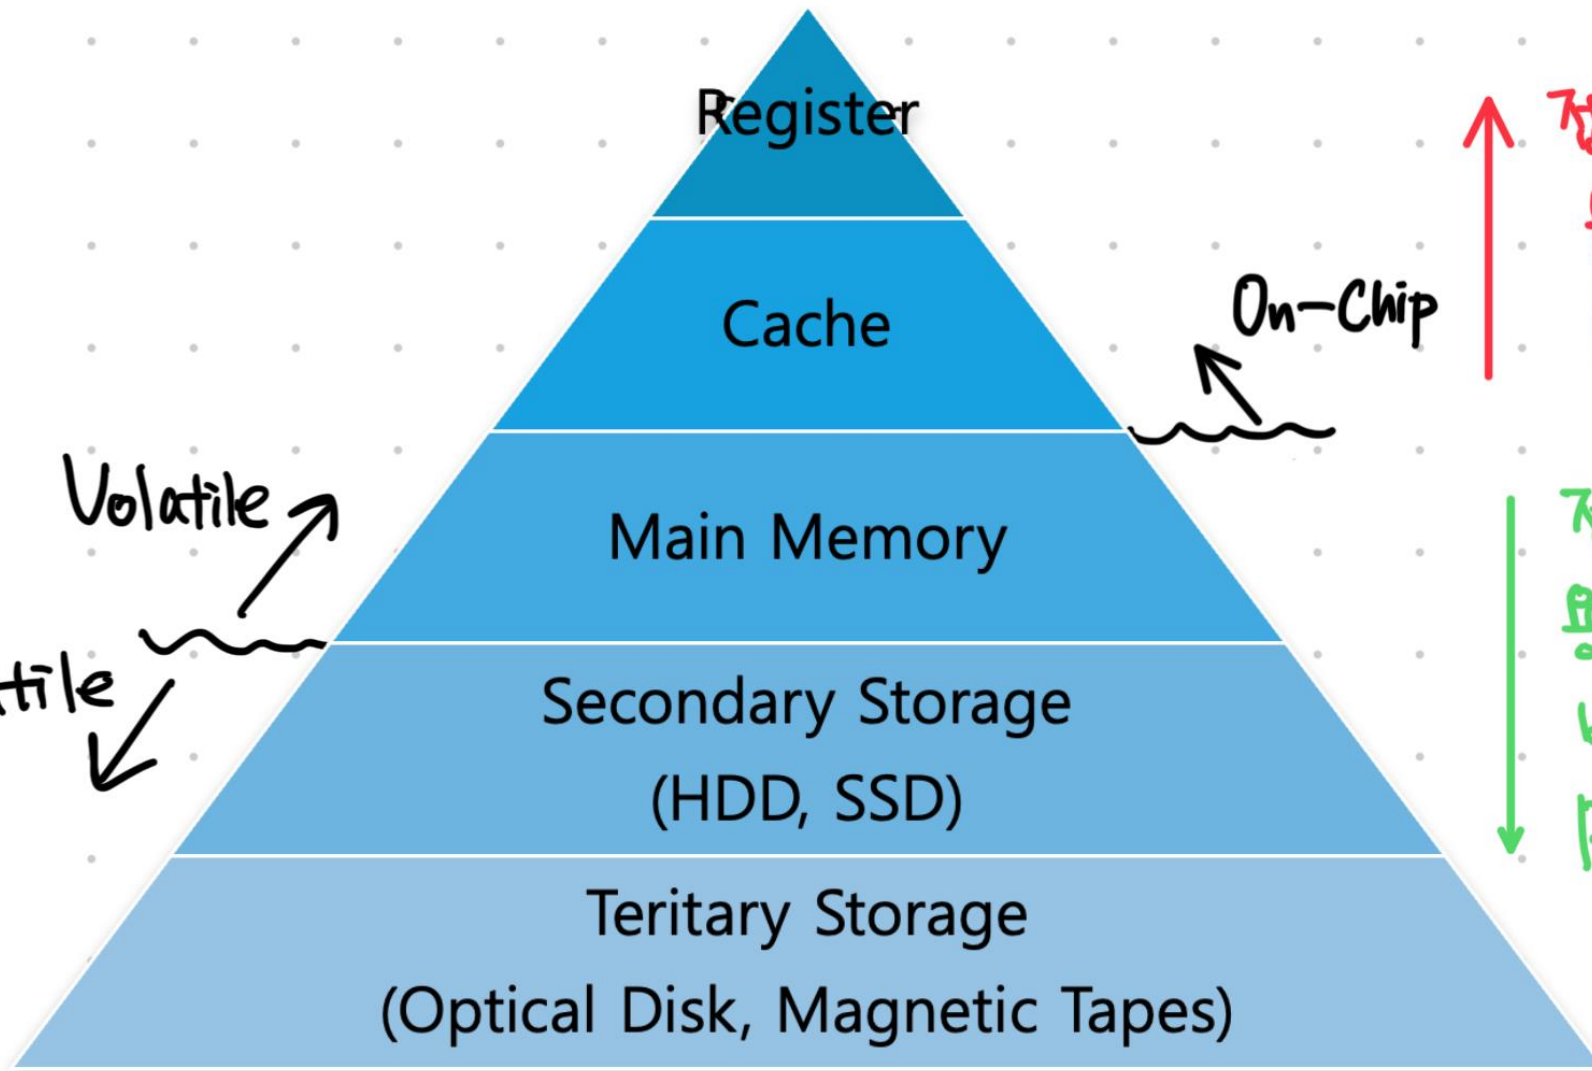 Register
Cache
On-Chip
Volatile
Main Memory
Secondary Storage
(HDD, SSD)
Teritary Storage
(Optical Disk, Magnetic Tapes)